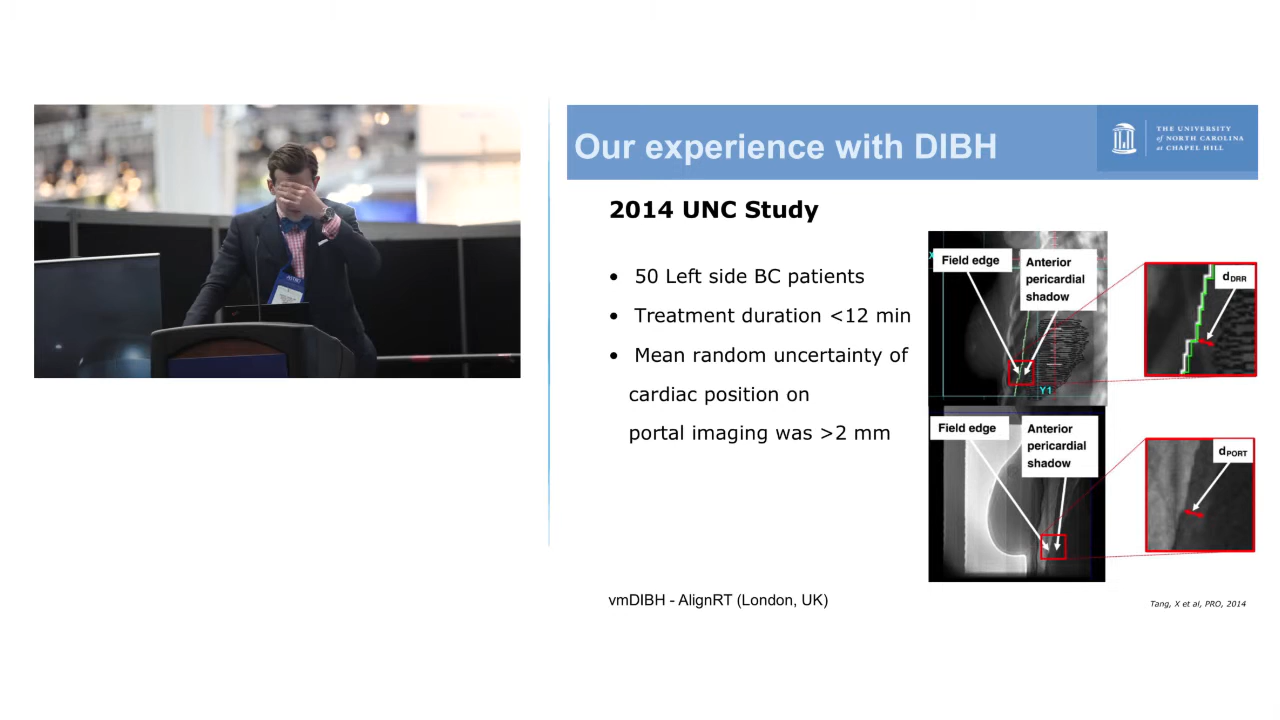 Our experience with DIBH
THE UNIVERSITY
of NORTH CAROLINA
at CHAPEL HILL
2014 UNC Study
• 50 Left side BC patients
• Treatment duration <12 min
• Mean random uncertainty of
cardiac position on
portal imaging was >2 mm
Field edge
Anterior
pericardial
shadow
Y1
dDRR
Field edge
Anterior
pericardial
shadow
dPORT
vmDIBH - AlignRT (London, UK)
Tang, X et al, PRO, 2014